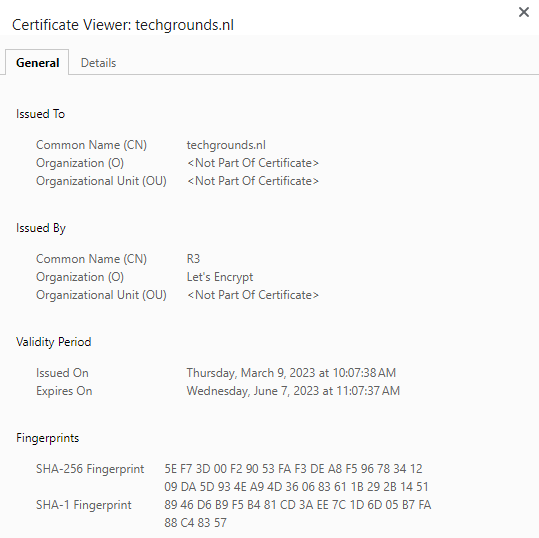 Certificate Viewer: techgrounds.nl
General Details
Issued To
Common Name (CN) techgrounds.nl
Organization (O) <Not Part Of Certificate>
Organizational Unit (OU) <Not Part Of Certificate>
Issued By
Common Name (CN) R3
Organization (O) Let's Encrypt
Organizational Unit (OU) <Not Part Of Certificate>
Validity Period
Issued On Thursday, March 9, 2023 at 10:07:38 AM
Expires On Wednesday, June 7, 2023 at 11:07:37 AM
Fingerprints
SHA-256 Fingerprint 5E F7 3D 00 F2 90 53 FA F3 DE A8 F5 96 78 34 12
09 DA 5D 93 4E A9 4D 36 06 83 61 1B 29 2B 14 51
SHA-1 Fingerprint 89 46 D6 B9 F5 B4 81 CD 3A EE 7C 1D 6D 05 B7 FA
88 C4 83 57